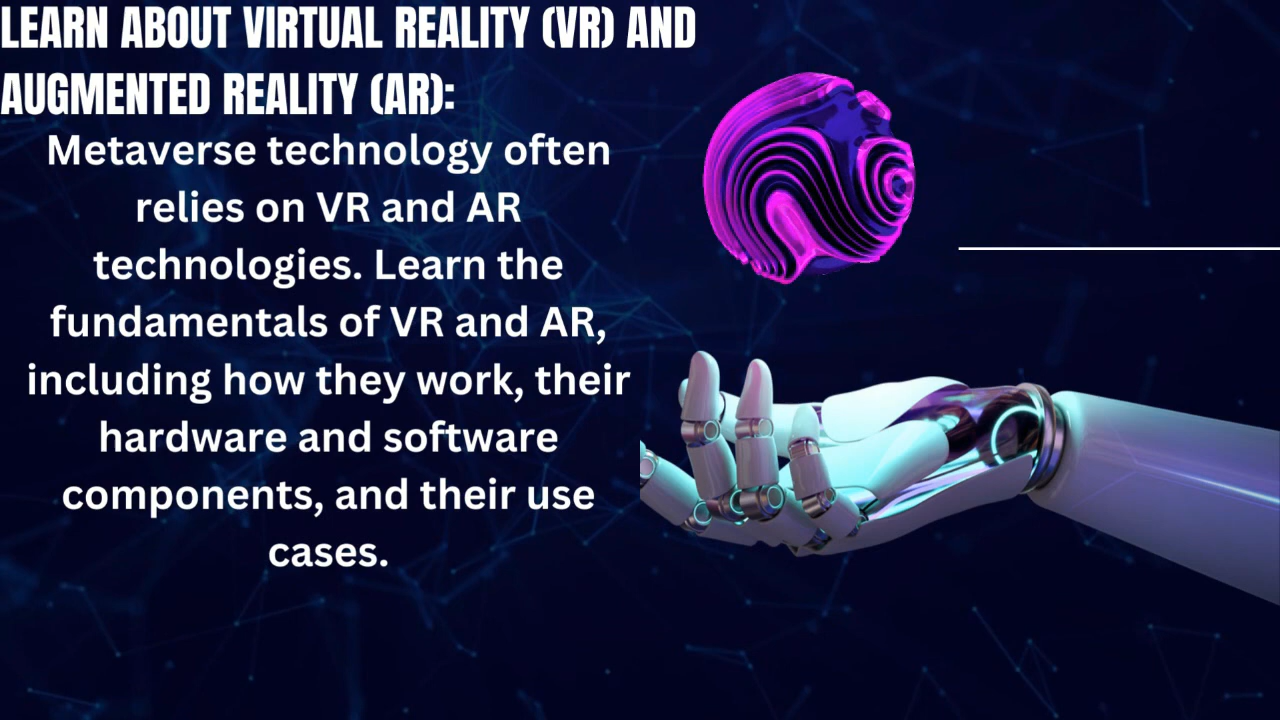 LEARN ABOUT VIRTUAL REALITY (VR) AND
AUGMENTED REALITY (AR):
Metaverse technology often
relies on VR and AR
technologies. Learn the
fundamentals of VR and AR,
including how they work, their
hardware and software
components, and their use
cases.